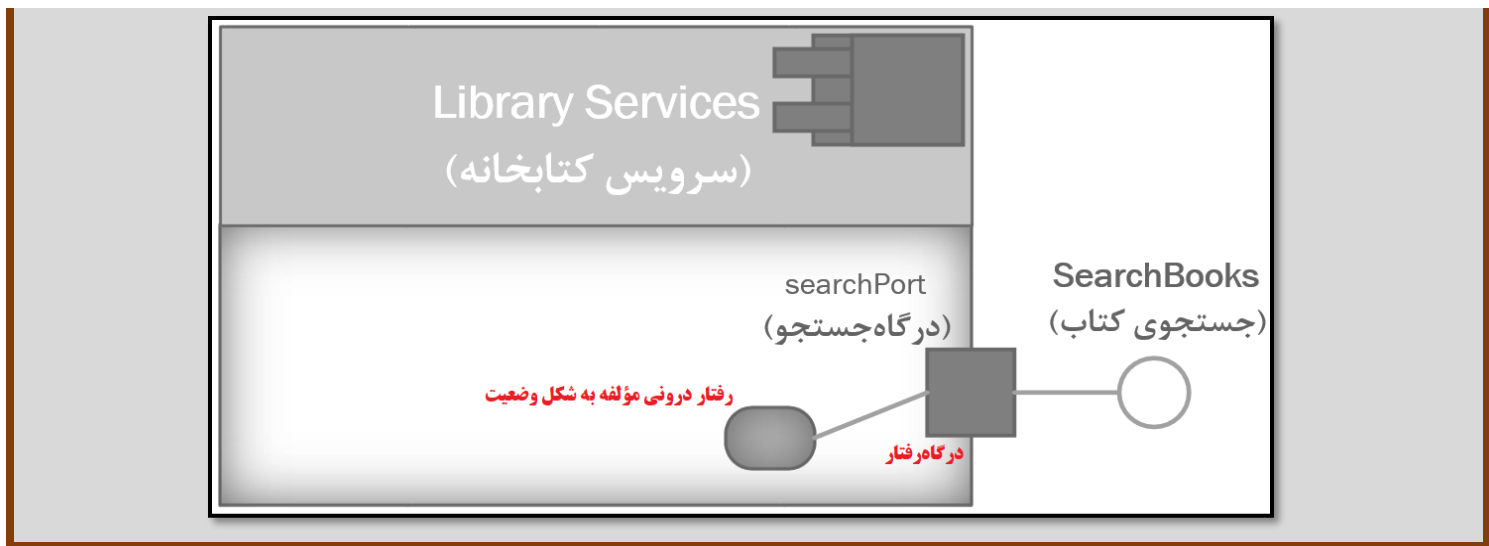 Library Services
(سرویس کتابخانه)
searchPort
(درگاه‌جستجو)
SearchBooks
(جستجوی کتاب)
رفتار درونی مؤلفه به شکل وضعیت
درگاه‌رفتار